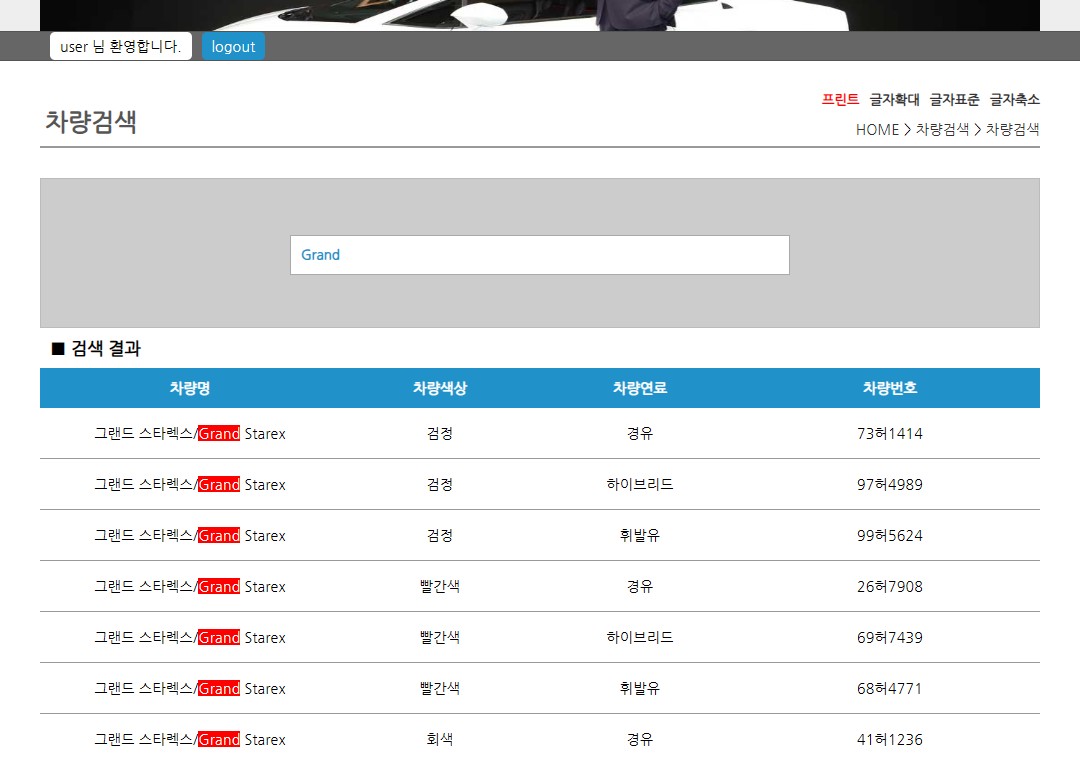 user 님 환영합니다. logout
프린트 글자확대 글자표준 글자축소
차량검색
HOME > 차량검색 > 차량검색
Grand
■ 검색 결과
차량명 차량색상 차량연료 차량번호
그랜드 스타렉스/Grand Starex 검정 경유 73허1414
그랜드 스타렉스/Grand Starex 검정 하이브리드 97허4989
그랜드 스타렉스/Grand Starex 검정 휘발유 99허5624
그랜드 스타렉스/Grand Starex 빨간색 경유 26허7908
그랜드 스타렉스/Grand Starex 빨간색 하이브리드 69허7439
그랜드 스타렉스/Grand Starex 빨간색 휘발유 68허4771
그랜드 스타렉스/Grand Starex 회색 경유 41허1236